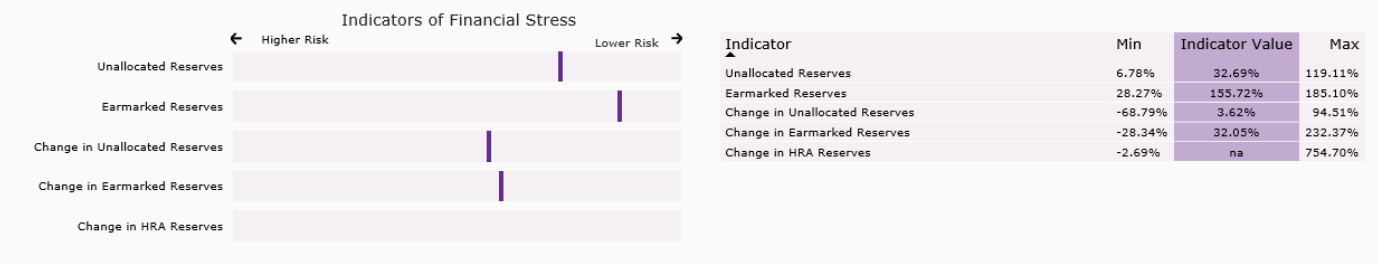 Indicators of Financial Stress
Higher Risk
Lower Risk
Unallocated Reserves
Earmarked Reserves
Change in Unallocated Reserves
Change in Earmarked Reserves
Change in HRA Reserves
Indicator Min Indicator Value Max
Unallocated Reserves 6.78% 32.69% 119.11%
Earmarked Reserves 28.27% 155.72% 185.10%
Change in Unallocated Reserves -68.79% 3.62% 94.51%
Change in Earmarked Reserves -28.34% 32.05% 232.37%
Change in HRA Reserves -2.69% na 754.70%